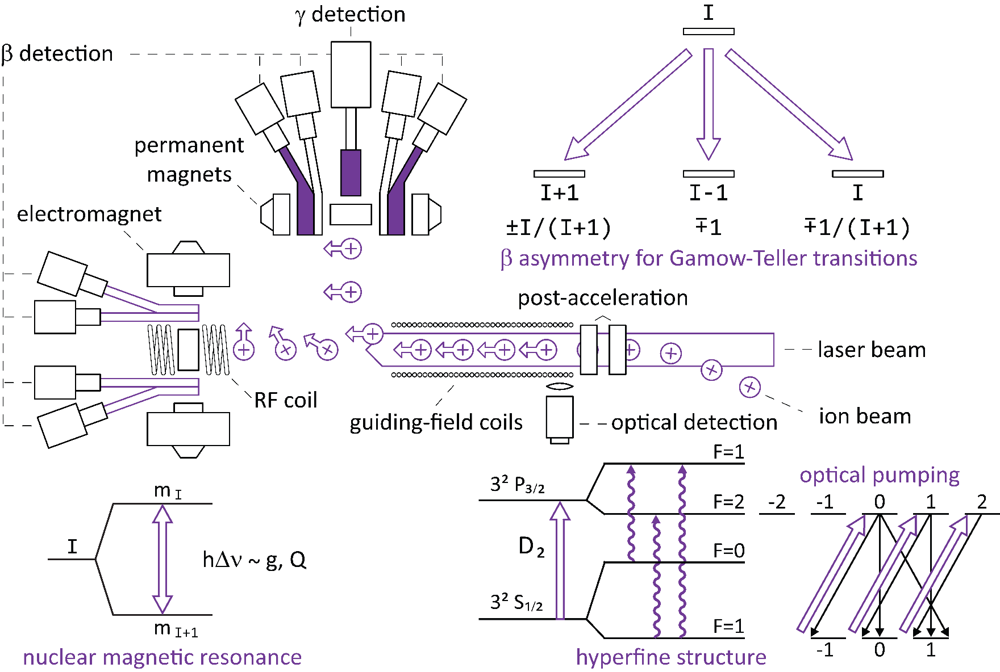 γ detection
I
β detection
permanent
magnets
I+1
I-1
I
electromagnet
±I/(I+1)
∓1
∓1/(I+1)
β asymmetry for Gamow-Teller transitions
post-acceleration
laser beam
RF coil
guiding-field coils
optical detection
ion beam
F=1
3² P3/2
F=2
D2
F=0
3² S1/2
F=1
hyperfine structure
optical pumping
-2 -1 0 1 2
-1 0 1
m I
I
hΔν ~ g, Q
m I+1
nuclear magnetic resonance